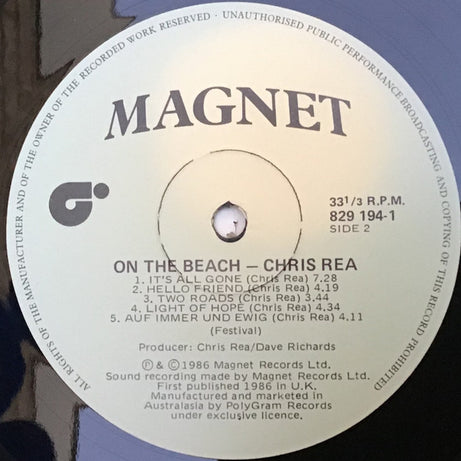 ALL RIGHTS OF THE MANUFACTURER AND OF THE OWNER OF THE RECORDED WORK RESERVED · UNAUTHORISED PUBLIC PERFORMANCE BROADCASTING AND COPYING OF THIS RECORD PROHIBITED
MAGNET
33 1/3 R.P.M.
829 194-1
SIDE 2
ON THE BEACH – CHRIS REA
1. IT'S ALL GONE (Chris Rea) 7.28
2. HELLO FRIEND (Chris Rea) 4.19
3. TWO ROADS (Chris Rea) 3.44
4. LIGHT OF HOPE (Chris Rea) 4.34
5. AUF IMMER UND EWIG (Chris Rea) 4.11
(Festival)
Producer: Chris Rea/Dave Richards
℗ & © 1986 Magnet Records Ltd.
Sound recording made by Magnet Records Ltd.
First published 1986 in U.K.
Manufactured and marketed in
Australasia by PolyGram Records
under exclusive licence.